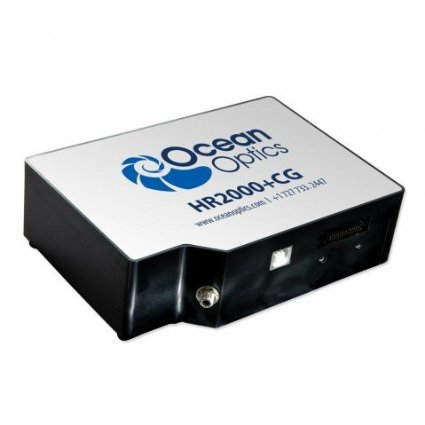 Ocean
Optics
HR2000+CG
www.oceanoptics.com | +1 727 733. 2447